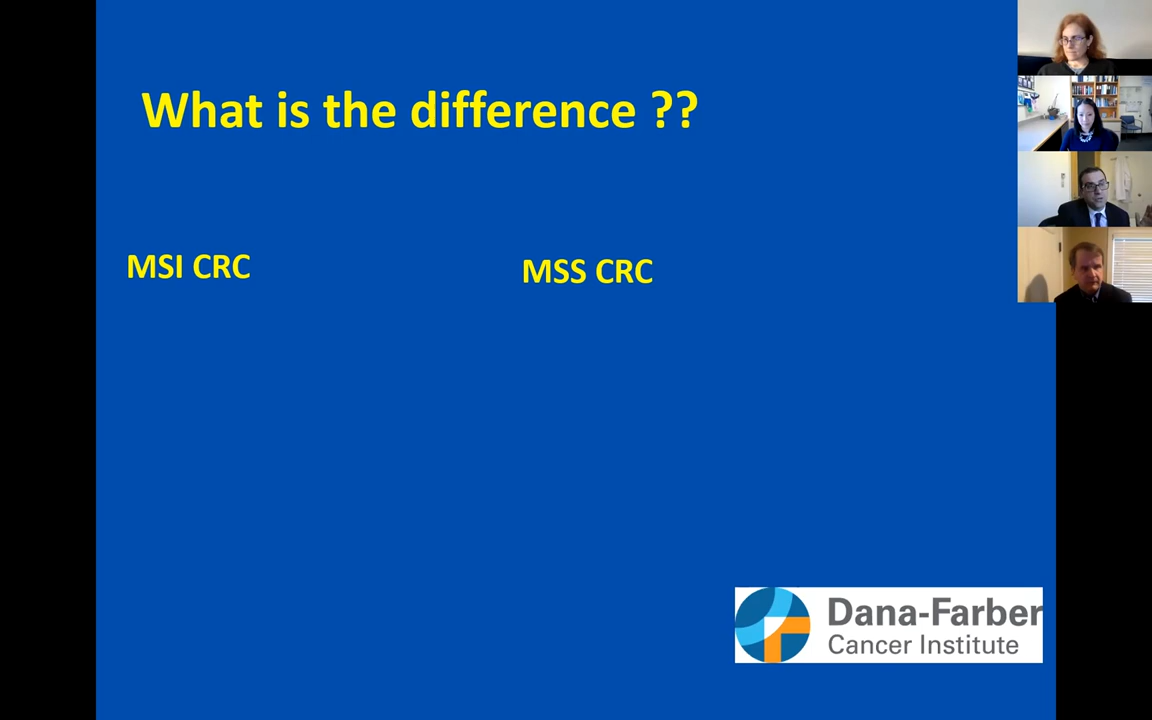 What is the difference ??
MSI CRC
MSS CRC
Dana-Farber
Cancer Institute